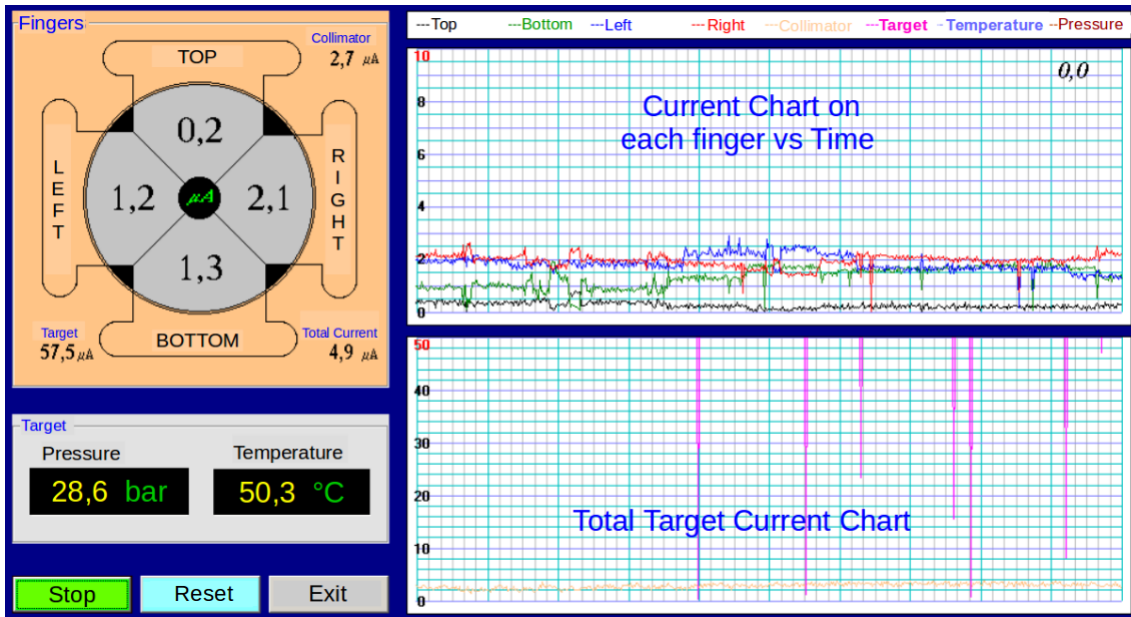 Fingers
Collimator
2,7 μA
TOP
0,2
LEFT
1,2
μA
2,1
RIGHT
1,3
BOTTOM
Target
57,5 μA
Total Current
4,9 μA
Target
Pressure
28,6 bar
Temperature
50,3 °C
Stop
Reset
Exit
---Top ---Bottom ---Left ---Right ---Collimator ---Target -Temperature --Pressure
10
0,0
8
Current Chart on
each finger vs Time
6
4
2
0
50
40
30
20
Total Target Current Chart
10
0